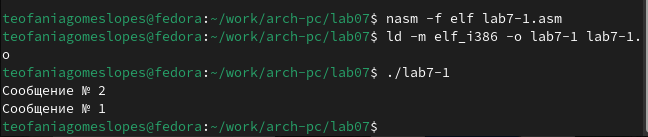 teofaniagomeslopes@fedora:~/work/arch-pc/lab07$ nasm -f elf lab7-1.asm
teofaniagomeslopes@fedora:~/work/arch-pc/lab07$ ld -m elf_i386 -o lab7-1 lab7-1.
o
teofaniagomeslopes@fedora:~/work/arch-pc/lab07$ ./lab7-1
Сообщение № 2
Сообщение № 1
teofaniagomeslopes@fedora:~/work/arch-pc/lab07$